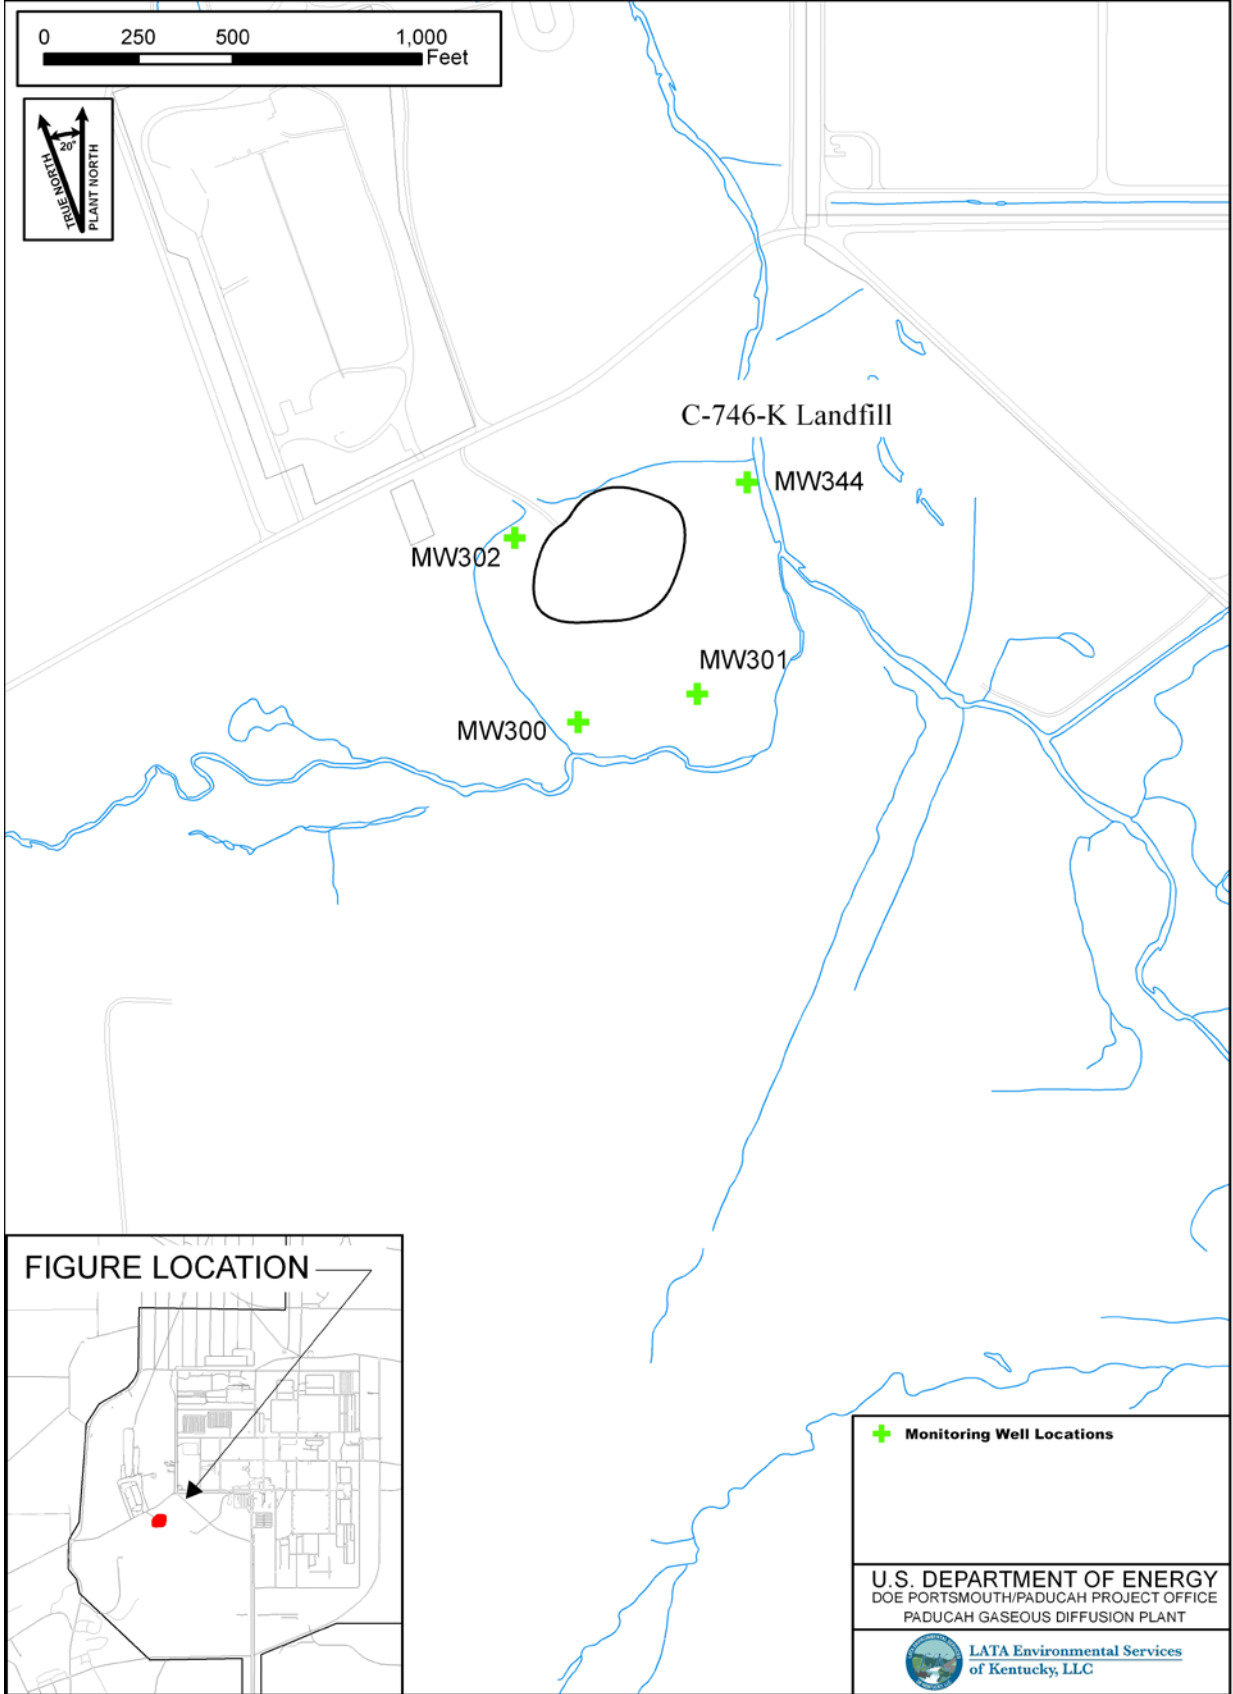 0 250 500 1,000
Feet
20°
TRUE NORTH
PLANT NORTH
C-746-K Landfill
MW344
MW302
MW301
MW300
FIGURE LOCATION
Monitoring Well Locations
U.S. DEPARTMENT OF ENERGY
DOE PORTSMOUTH/PADUCAH PROJECT OFFICE
PADUCAH GASEOUS DIFFUSION PLANT
LATA Environmental Services
of Kentucky, LLC